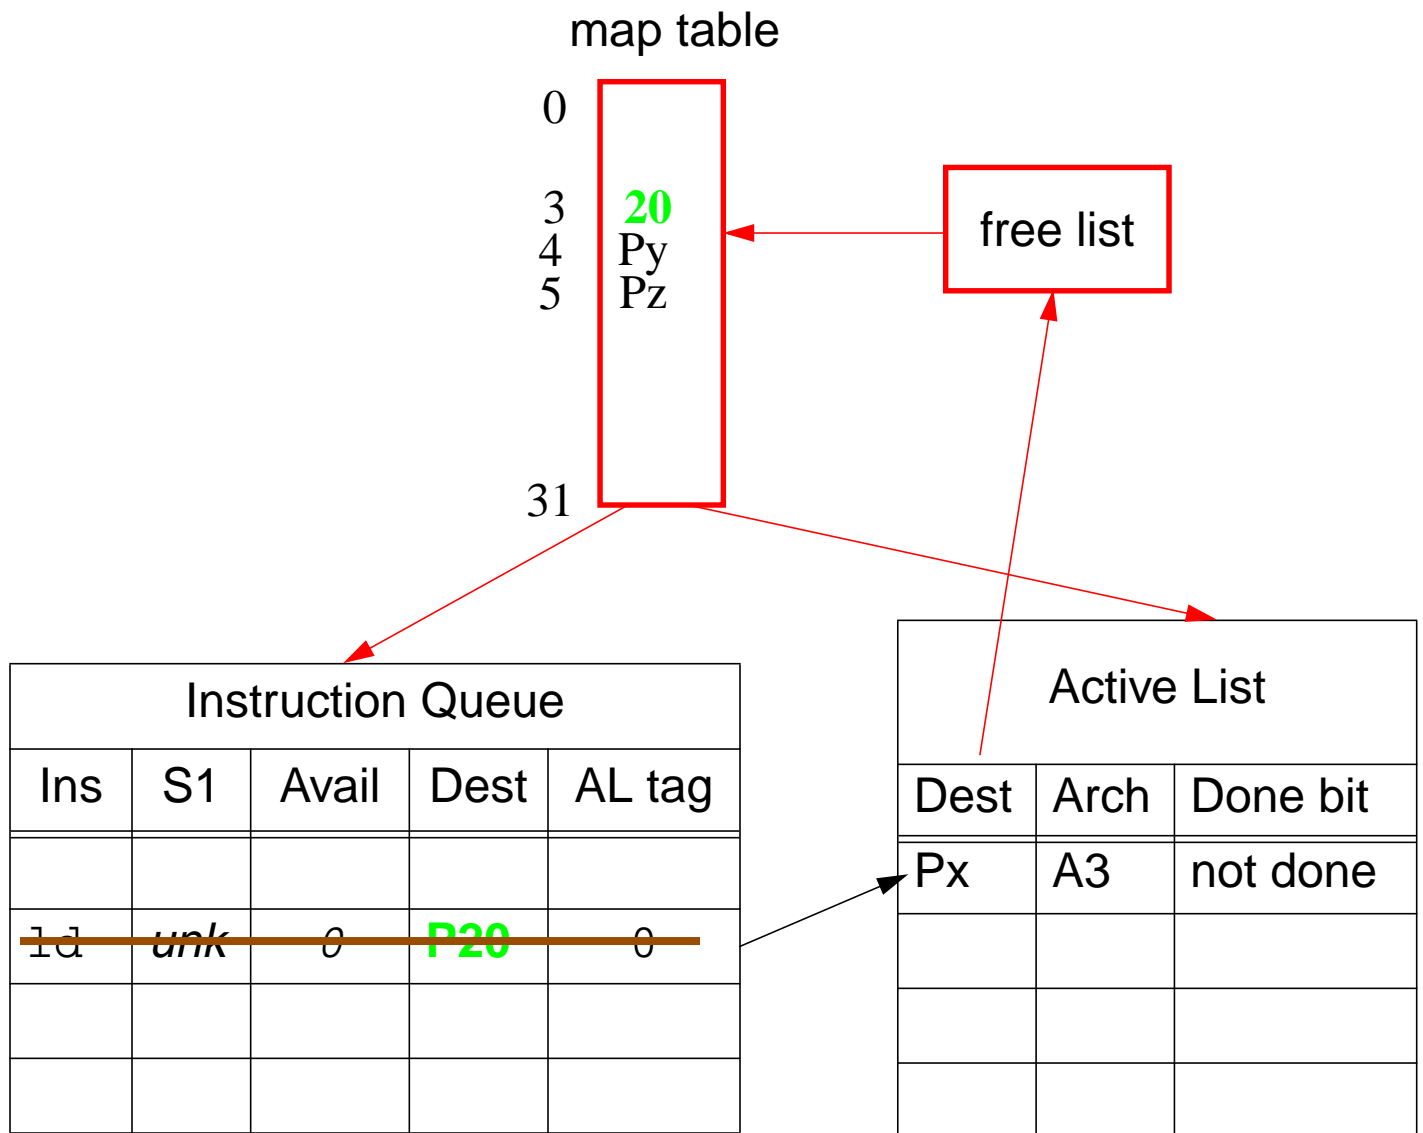 map table
0
3 20
4 Py
5 Pz
31
free list
Instruction Queue
Ins S1 Avail Dest AL tag
ld unk 0 P20 0
Active List
Dest Arch Done bit
Px A3 not done